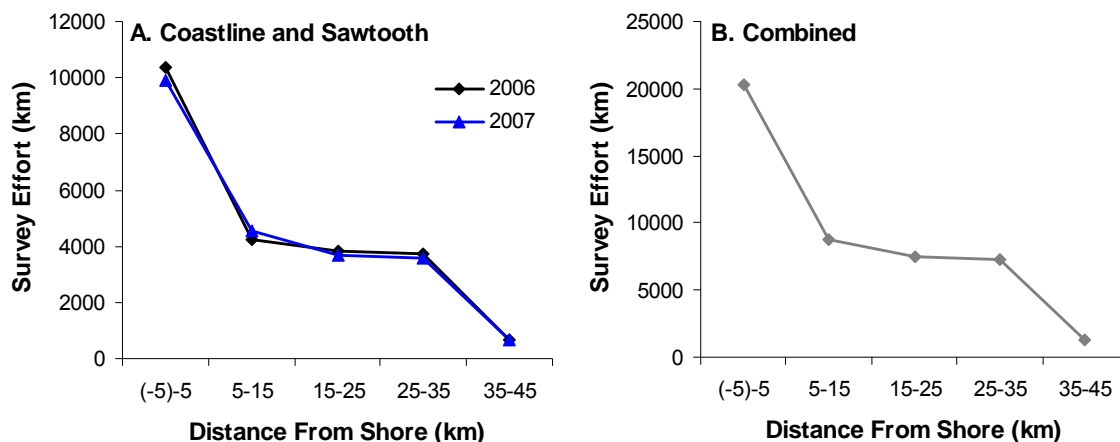 A. Coastline and Sawtooth
Survey Effort (km)
12000
10000
8000
6000
4000
2000
0
2006
2007
(-5)-5 5-15 15-25 25-35 35-45
Distance From Shore (km)
B. Combined
Survey Effort (km)
25000
20000
15000
10000
5000
0
(-5)-5 5-15 15-25 25-35 35-45
Distance From Shore (km)